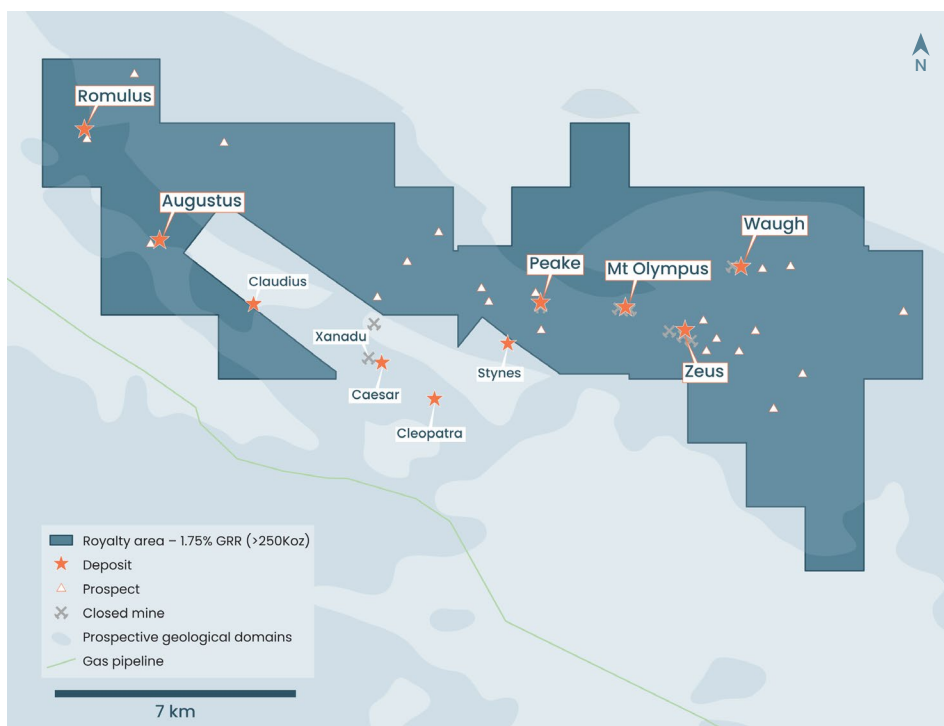 N
Romulus
Augustus
Waugh
Peake
Mt Olympus
Claudius
Xanadu
Stynes
Zeus
Caesar
Cleopatra
Royalty area – 1.75% GRR (>250Koz)
Deposit
Prospect
Closed mine
Prospective geological domains
Gas pipeline
7 km